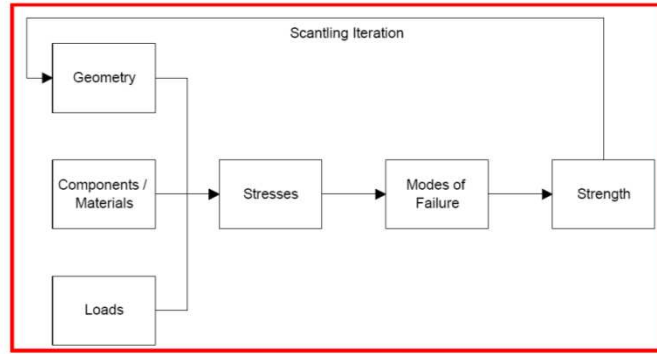 Scantling Iteration
Geometry
Components /
Materials
Stresses
Modes of
Failure
Strength
Loads